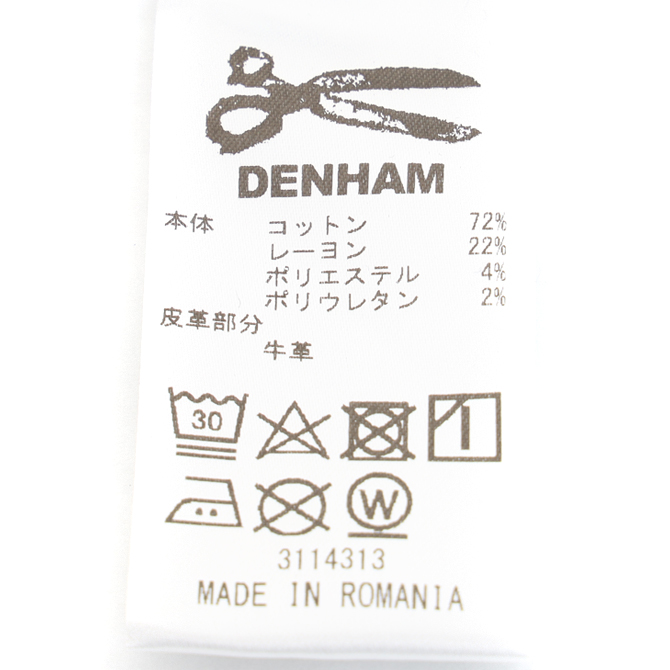 DENHAM
本体 コットン 72%
レーヨン 22%
ポリエステル 4%
ポリウレタン 2%
皮革部分
牛革
30
W
3114313
MADE IN ROMANIA